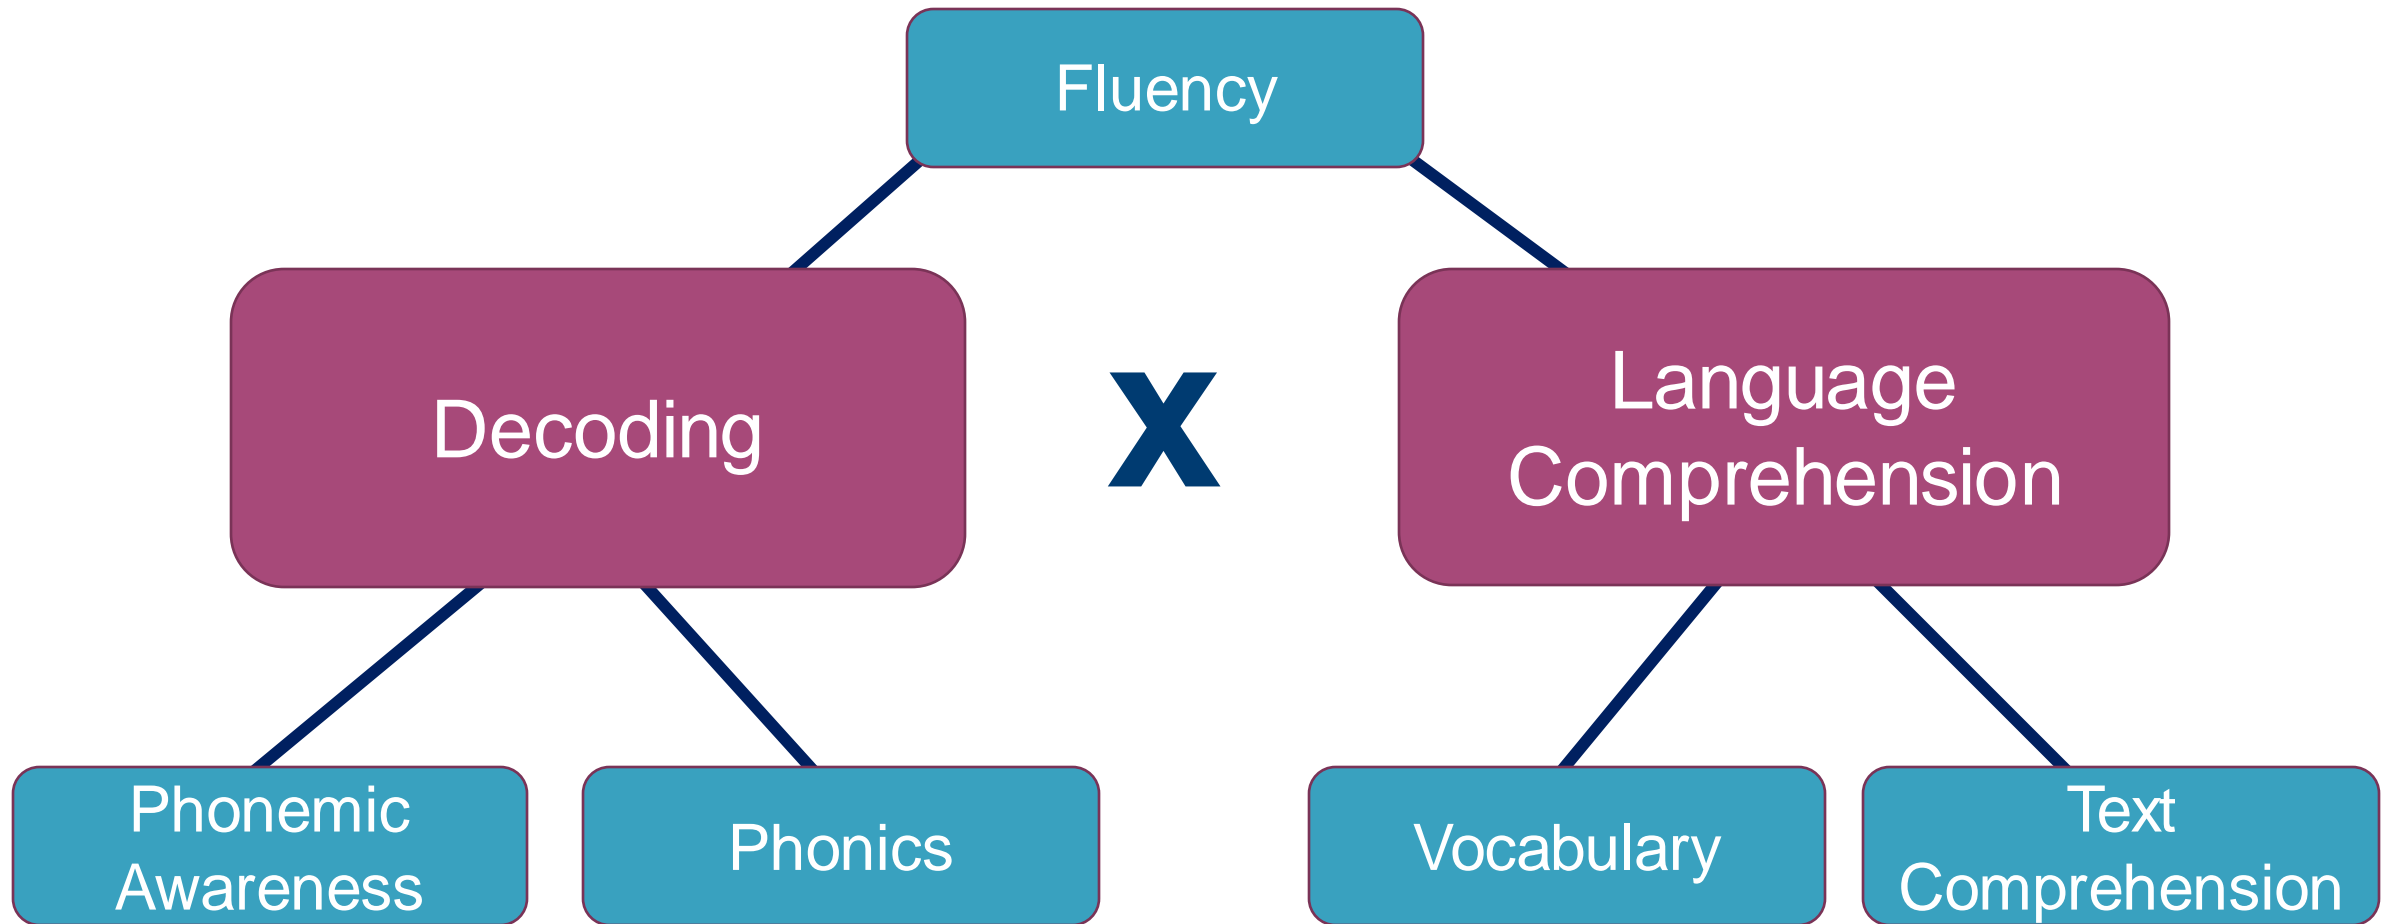 Fluency
Decoding
X
Language
Comprehension
Phonemic
Awareness
Phonics
Vocabulary
Text
Comprehension